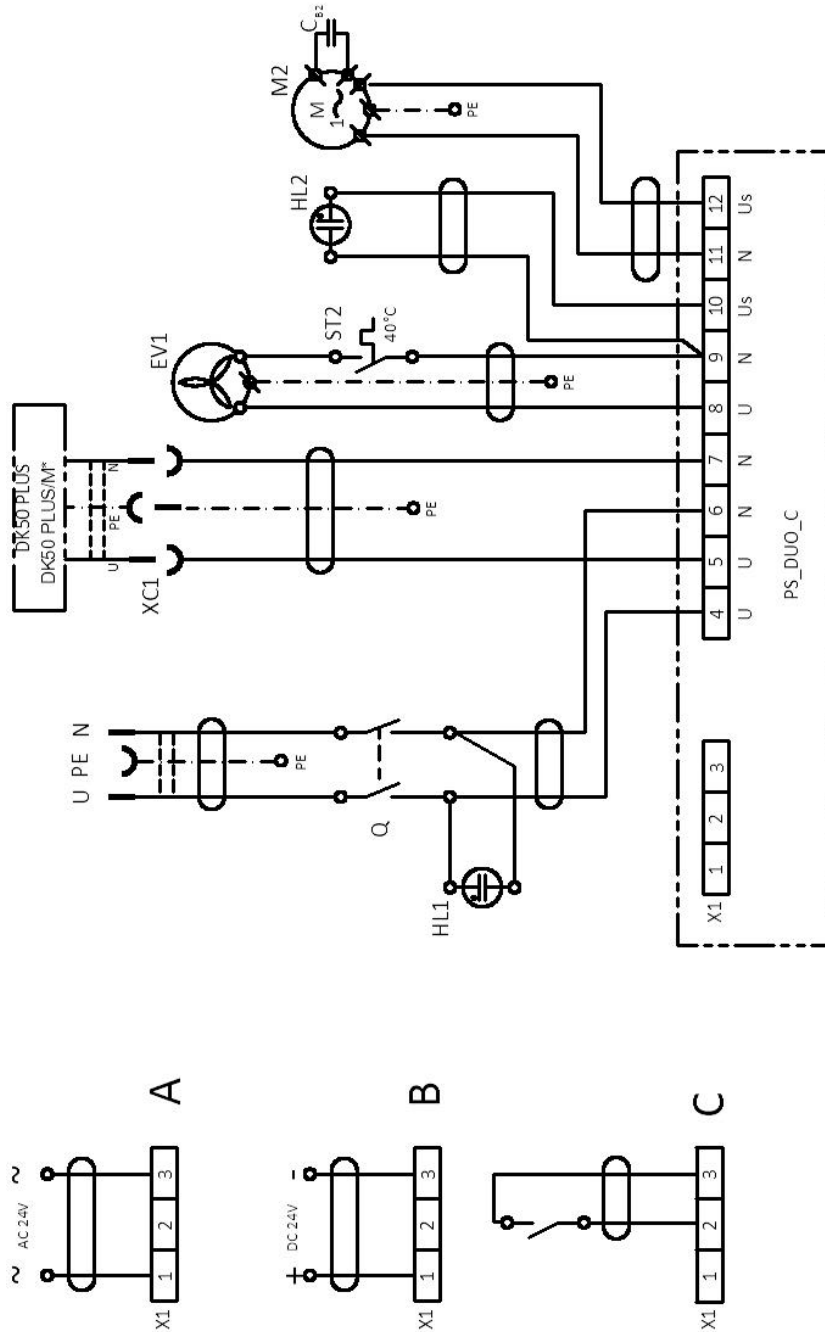 DK50 PLUS
DK50 PLUS/M*
U
PE
N
XC1
PE
U PE N
PE
Q
HL1
EV1
ST2
40°C
PE
HL2
M2
M
1~
C B2
PE
X1
1
2
3
4
5
6
7
8
9
10
11
12
U
U
N
N
U
N
Us
N
Us
PS_DUO_C
~ ~
AC 24V
X1
1
2
3
A
+ -
DC 24V
X1
1
2
3
B
X1
1
2
3
C